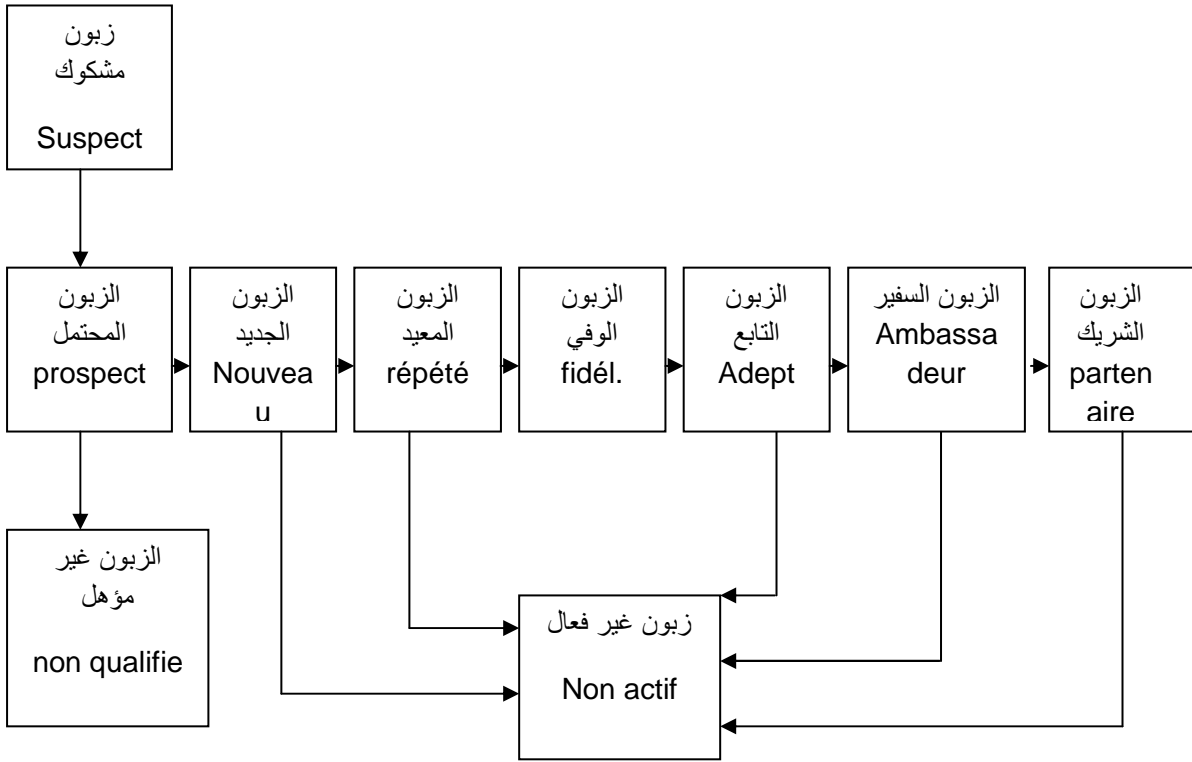 زبون
مشكوك
Suspect
الزبون
المحتمل
prospect
الزبون
الجديد
Nouvea
u
الزبون
المعيد
répété
الزبون
الوفي
fidél.
الزبون
التابع
Adept
الزبون السفير
Ambassa
deur
الزبون
الشريك
parten
aire
الزبون غير
مؤهل
non qualifie
زبون غير فعال
Non actif